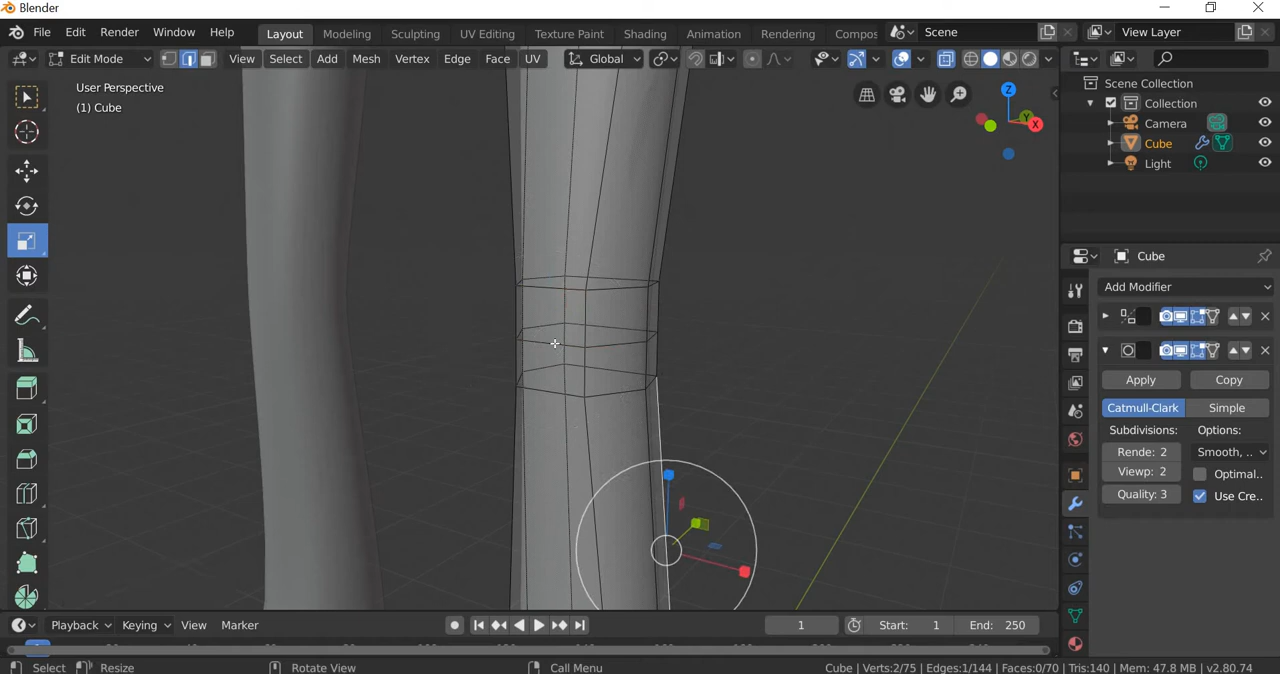 Blender
File Edit Render Window Help Layout Modeling Sculpting UV Editing Texture Paint Shading Animation Rendering Compos Scene View Layer
Edit Mode View Select Add Mesh Vertex Edge Face UV Global
User Perspective
(1) Cube
Z
Y
X
Scene Collection
Collection
Camera
Cube
Light
Cube
Add Modifier
Apply Copy
Catmull-Clark Simple
Subdivisions: Options:
Rende: 2 Smooth, ..
Viewp: 2 Optimal..
Quality: 3 Use Cre..
Playback Keying View Marker 1 Start: 1 End: 250
Select Resize Rotate View Call Menu Cube | Verts:2/75 | Edges:1/144 | Faces:0/70 | Tris:140 | Mem: 47.8 MB | v2.80.74